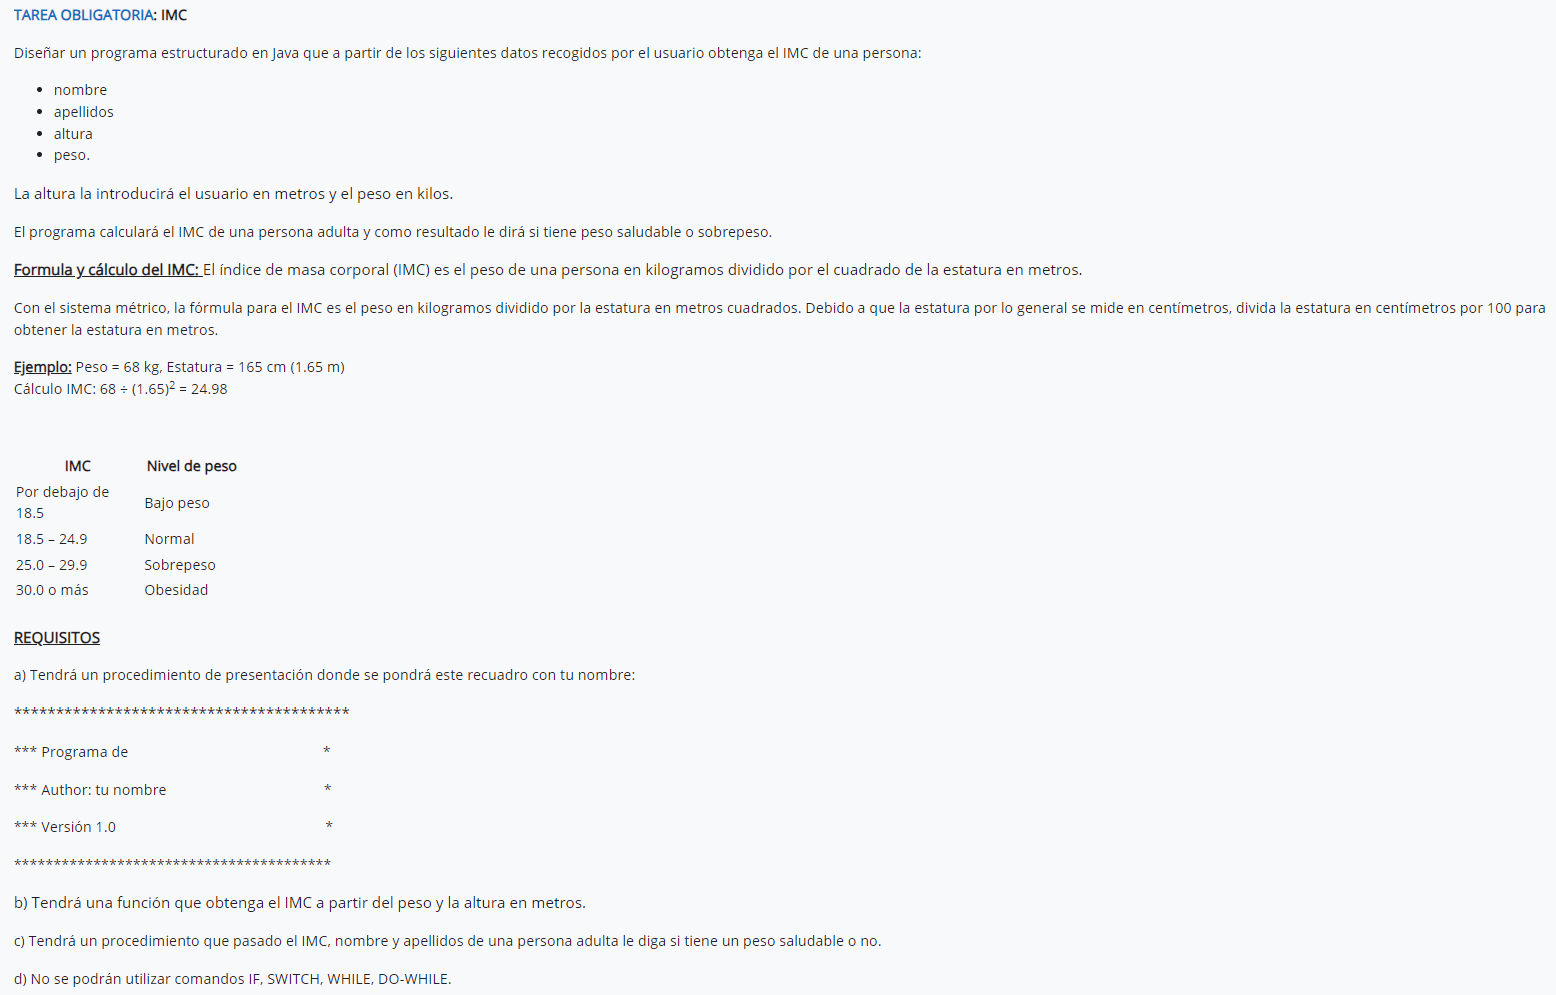 TAREA OBLIGATORIA: IMC
Diseñar un programa estructurado en Java que a partir de los siguientes datos recogidos por el usuario obtenga el IMC de una persona:
• nombre
• apellidos
• altura
• peso.
La altura la introducirá el usuario en metros y el peso en kilos.
El programa calculará el IMC de una persona adulta y como resultado le dirá si tiene peso saludable o sobrepeso.
Formula y cálculo del IMC: El índice de masa corporal (IMC) es el peso de una persona en kilogramos dividido por el cuadrado de la estatura en metros.
Con el sistema métrico, la fórmula para el IMC es el peso en kilogramos dividido por la estatura en metros cuadrados. Debido a que la estatura por lo general se mide en centímetros, divida la estatura en centímetros por 100 para
obtener la estatura en metros.
Ejemplo: Peso = 68 kg, Estatura = 165 cm (1.65 m)
Cálculo IMC: 68 ÷ (1.65)² = 24.98
IMC Nivel de peso
Por debajo de
18.5 Bajo peso
18.5 – 24.9 Normal
25.0 – 29.9 Sobrepeso
30.0 o más Obesidad
REQUISITOS
a) Tendrá un procedimiento de presentación donde se pondrá este recuadro con tu nombre:
****************************************
*** Programa de *
*** Author: tu nombre *
*** Versión 1.0 *
****************************************
b) Tendrá una función que obtenga el IMC a partir del peso y la altura en metros.
c) Tendrá un procedimiento que pasado el IMC, nombre y apellidos de una persona adulta le diga si tiene un peso saludable o no.
d) No se podrán utilizar comandos IF, SWITCH, WHILE, DO-WHILE.